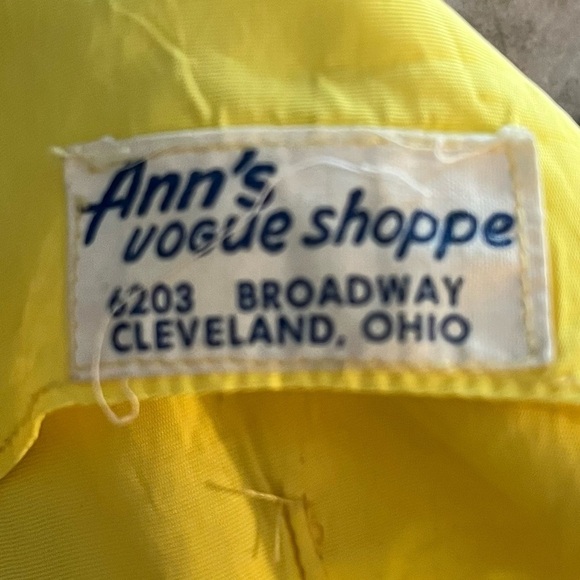 Ann's
VOGUE shoppe
6203 BROADWAY
CLEVELAND, OHIO